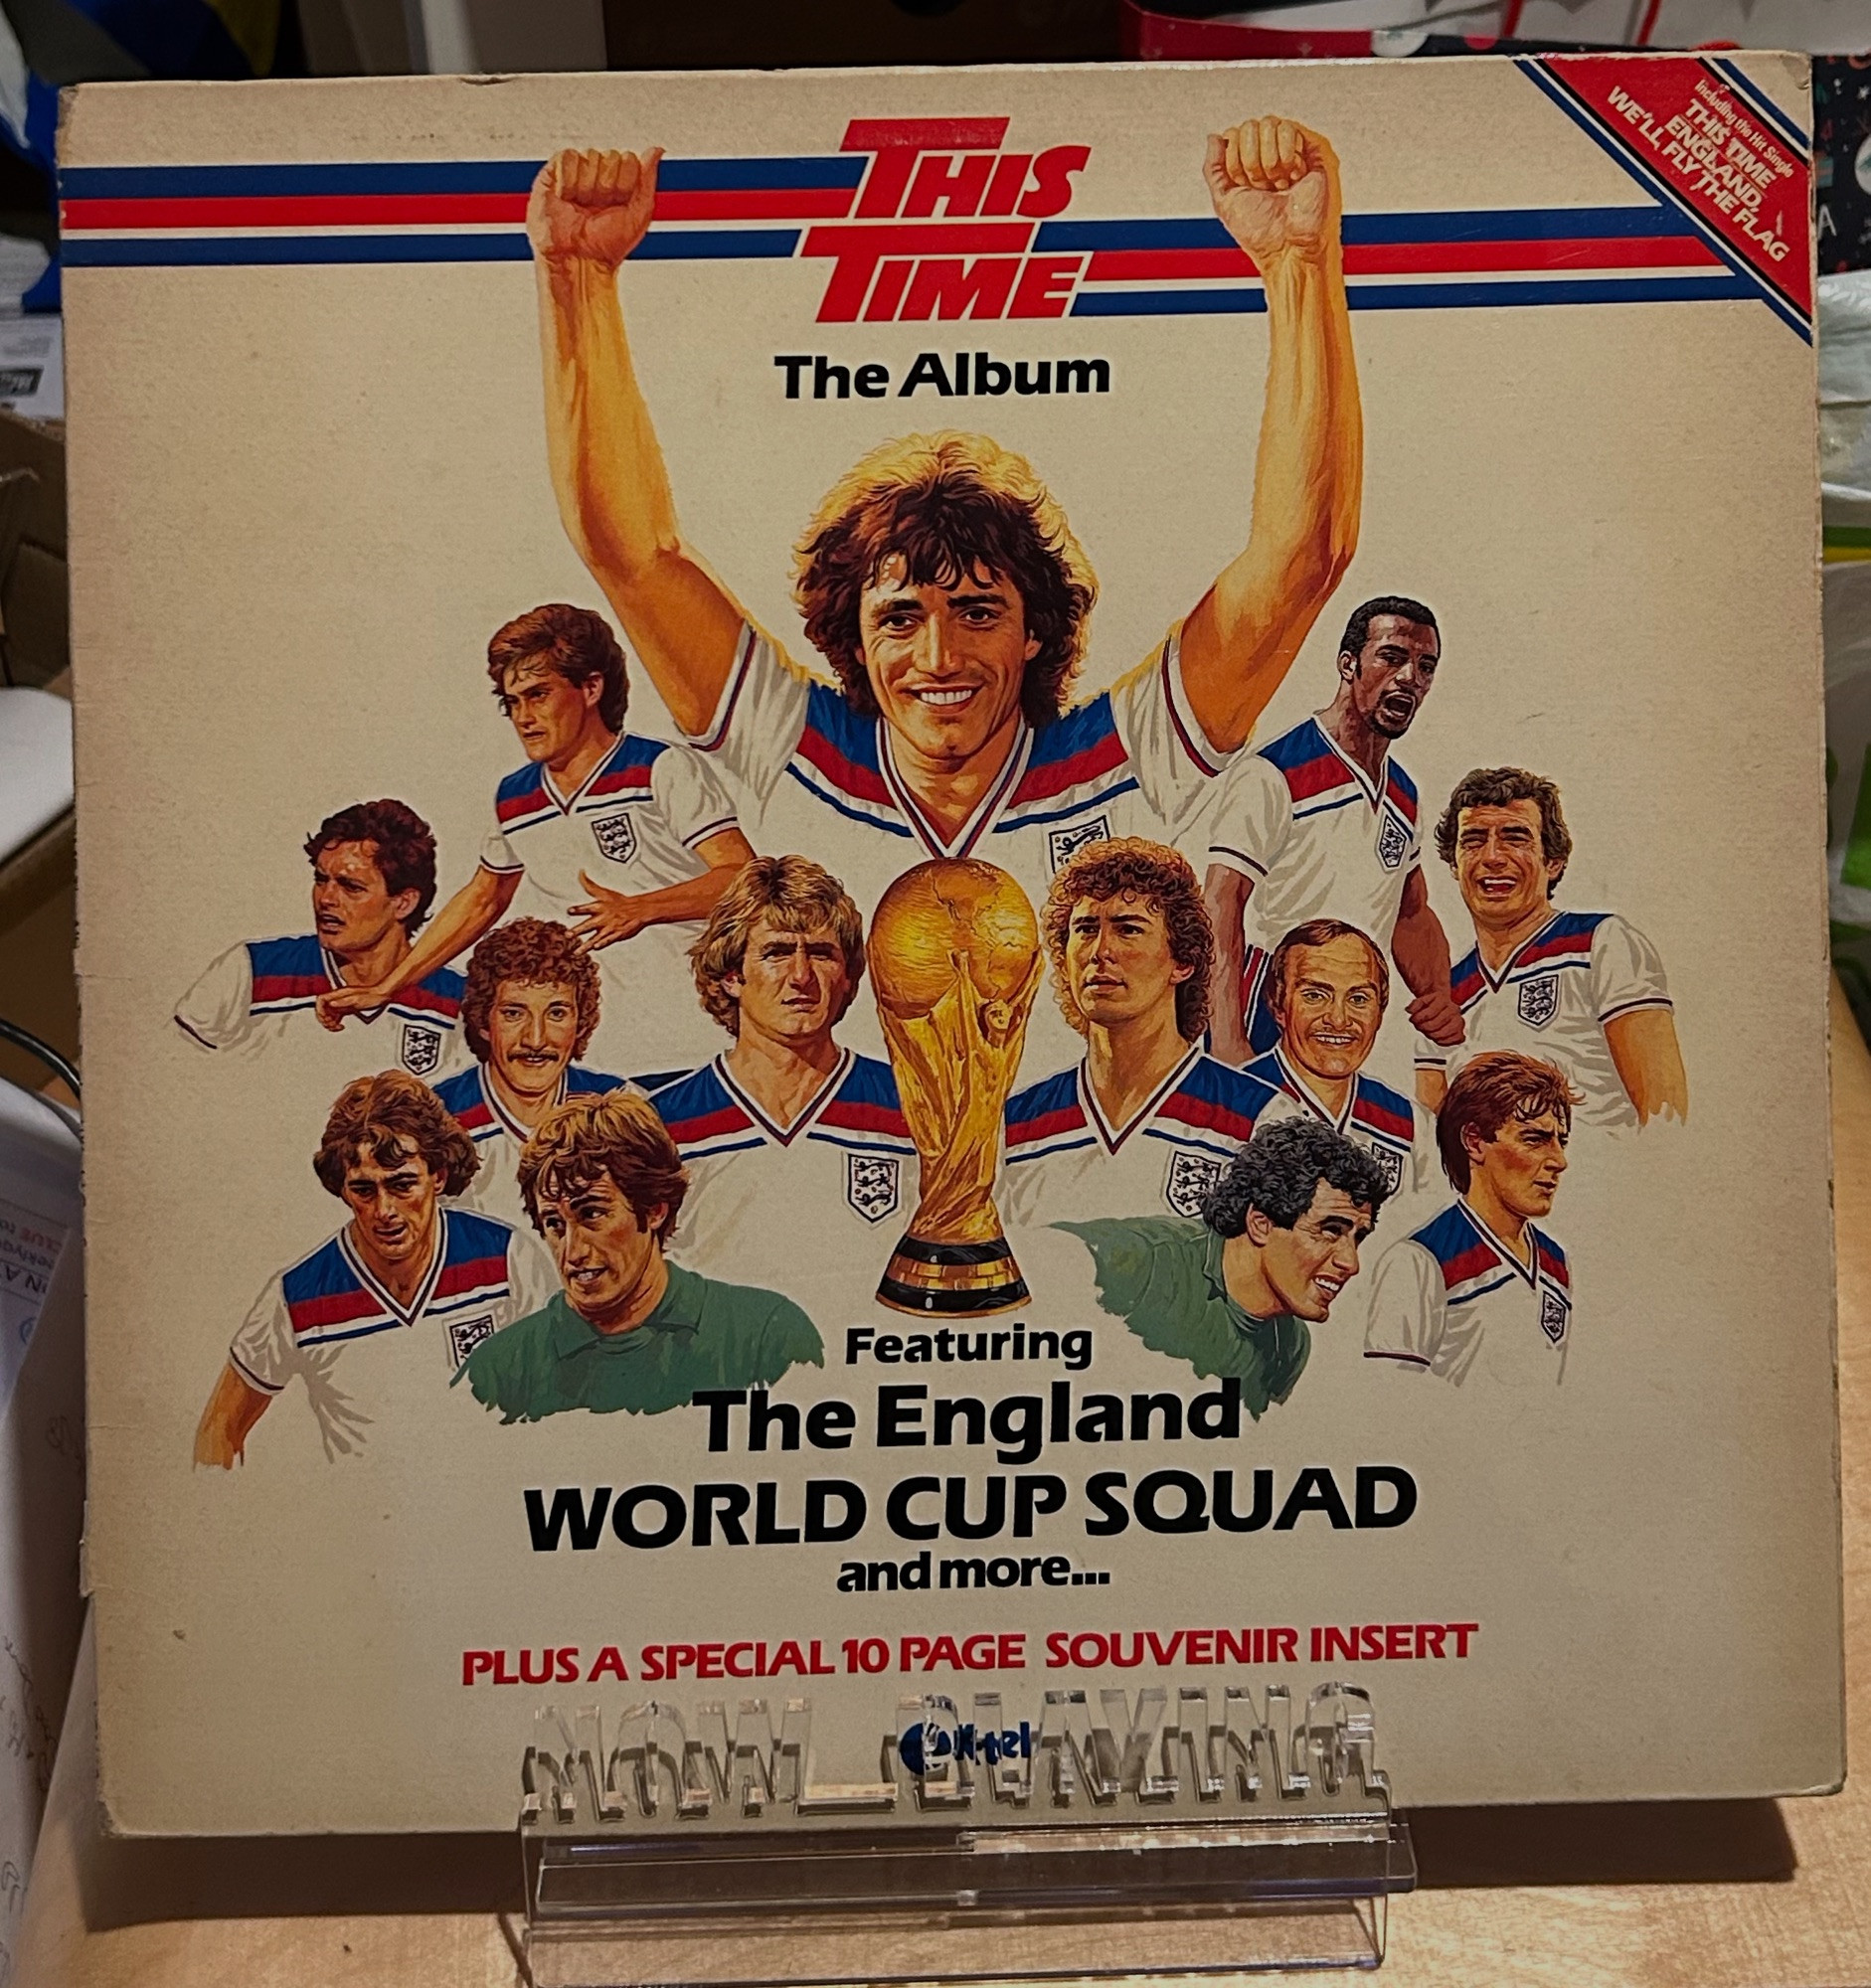 THIS
TIME
The Album
Including the Hit Single
THIS TIME
ENGLAND,
WE'LL FLY THE FLAG
Featuring
The England
WORLD CUP SQUAD
and more...
PLUS A SPECIAL 10 PAGE SOUVENIR INSERT
K-tel
NOW PLAYING